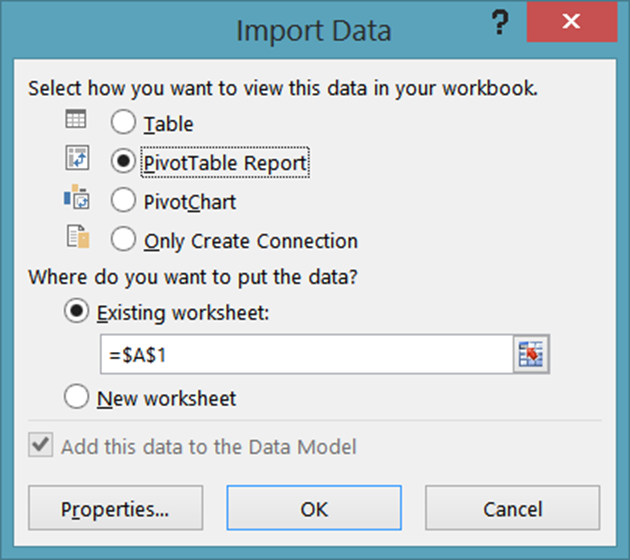 Import Data
?
Select how you want to view this data in your workbook.
Table
PivotTable Report
PivotChart
Only Create Connection
Where do you want to put the data?
Existing worksheet:
=$A$1
New worksheet
Add this data to the Data Model
Properties...
OK
Cancel